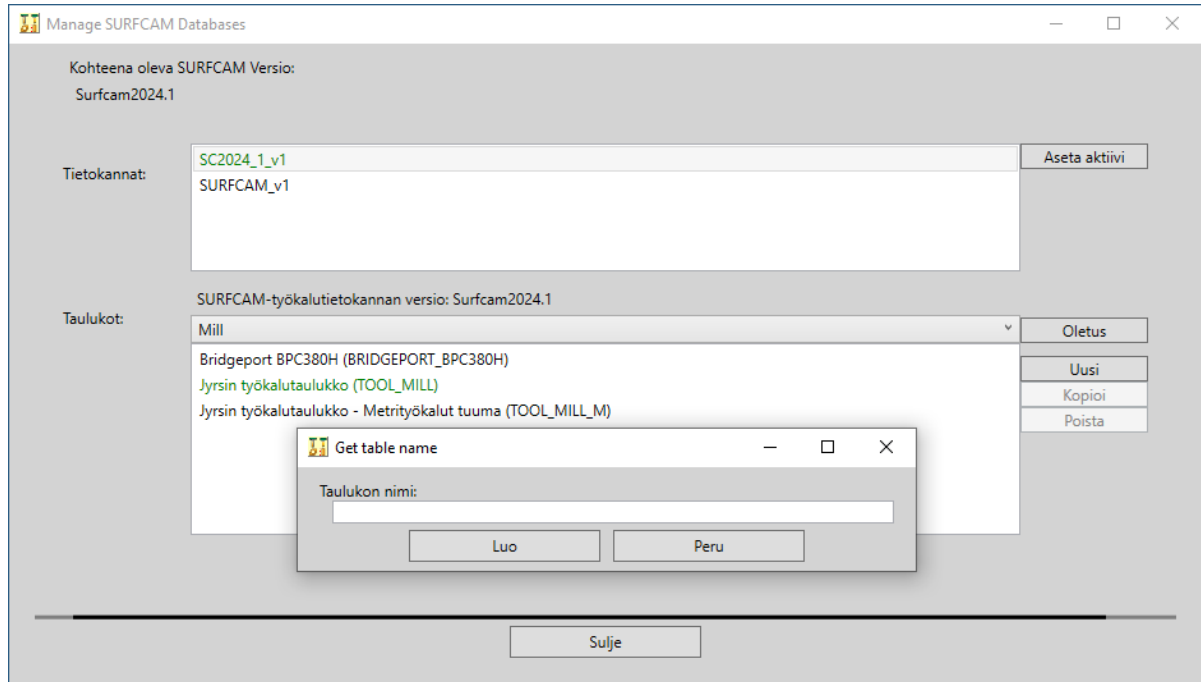 Manage SURFCAM Databases
Kohteena oleva SURFCAM Versio:
Surfcam2024.1
Tietokannat:
SC2024_1_v1
SURFCAM_v1
Aseta aktiivi
SURFCAM-työkalutietokannan versio: Surfcam2024.1
Taulukot:
Mill
Oletus
Bridgeport BPC380H (BRIDGEPORT_BPC380H)
Jyrsin työkalutaulukko (TOOL_MILL)
Jyrsin työkalutaulukko - Metrityökalut tuuma (TOOL_MILL_M)
Uusi
Kopioi
Poista
Get table name
Taulukon nimi:
Luo
Peru
Sulje